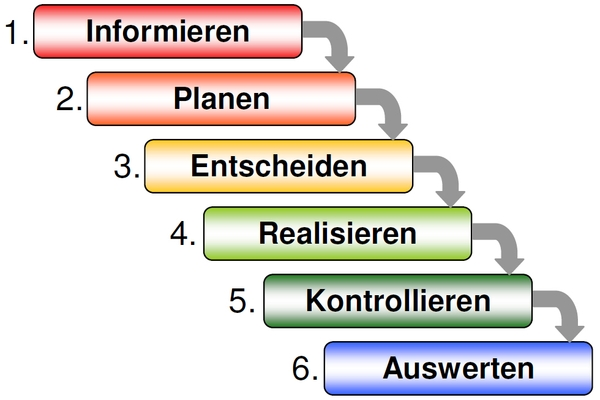 1. Informieren
2. Planen
3. Entscheiden
4. Realisieren
5. Kontrollieren
6. Auswerten